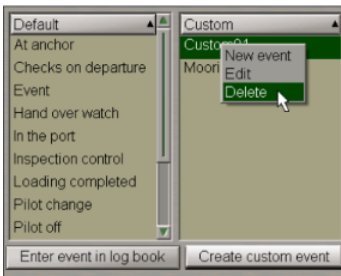 Default
At anchor
Checks on departure
Event
Hand over watch
In the port
Inspection control
Loading completed
Pilot change
Pilot off
Custom
Moori
New event
Edit
Delete
Enter event in log book
Create custom event